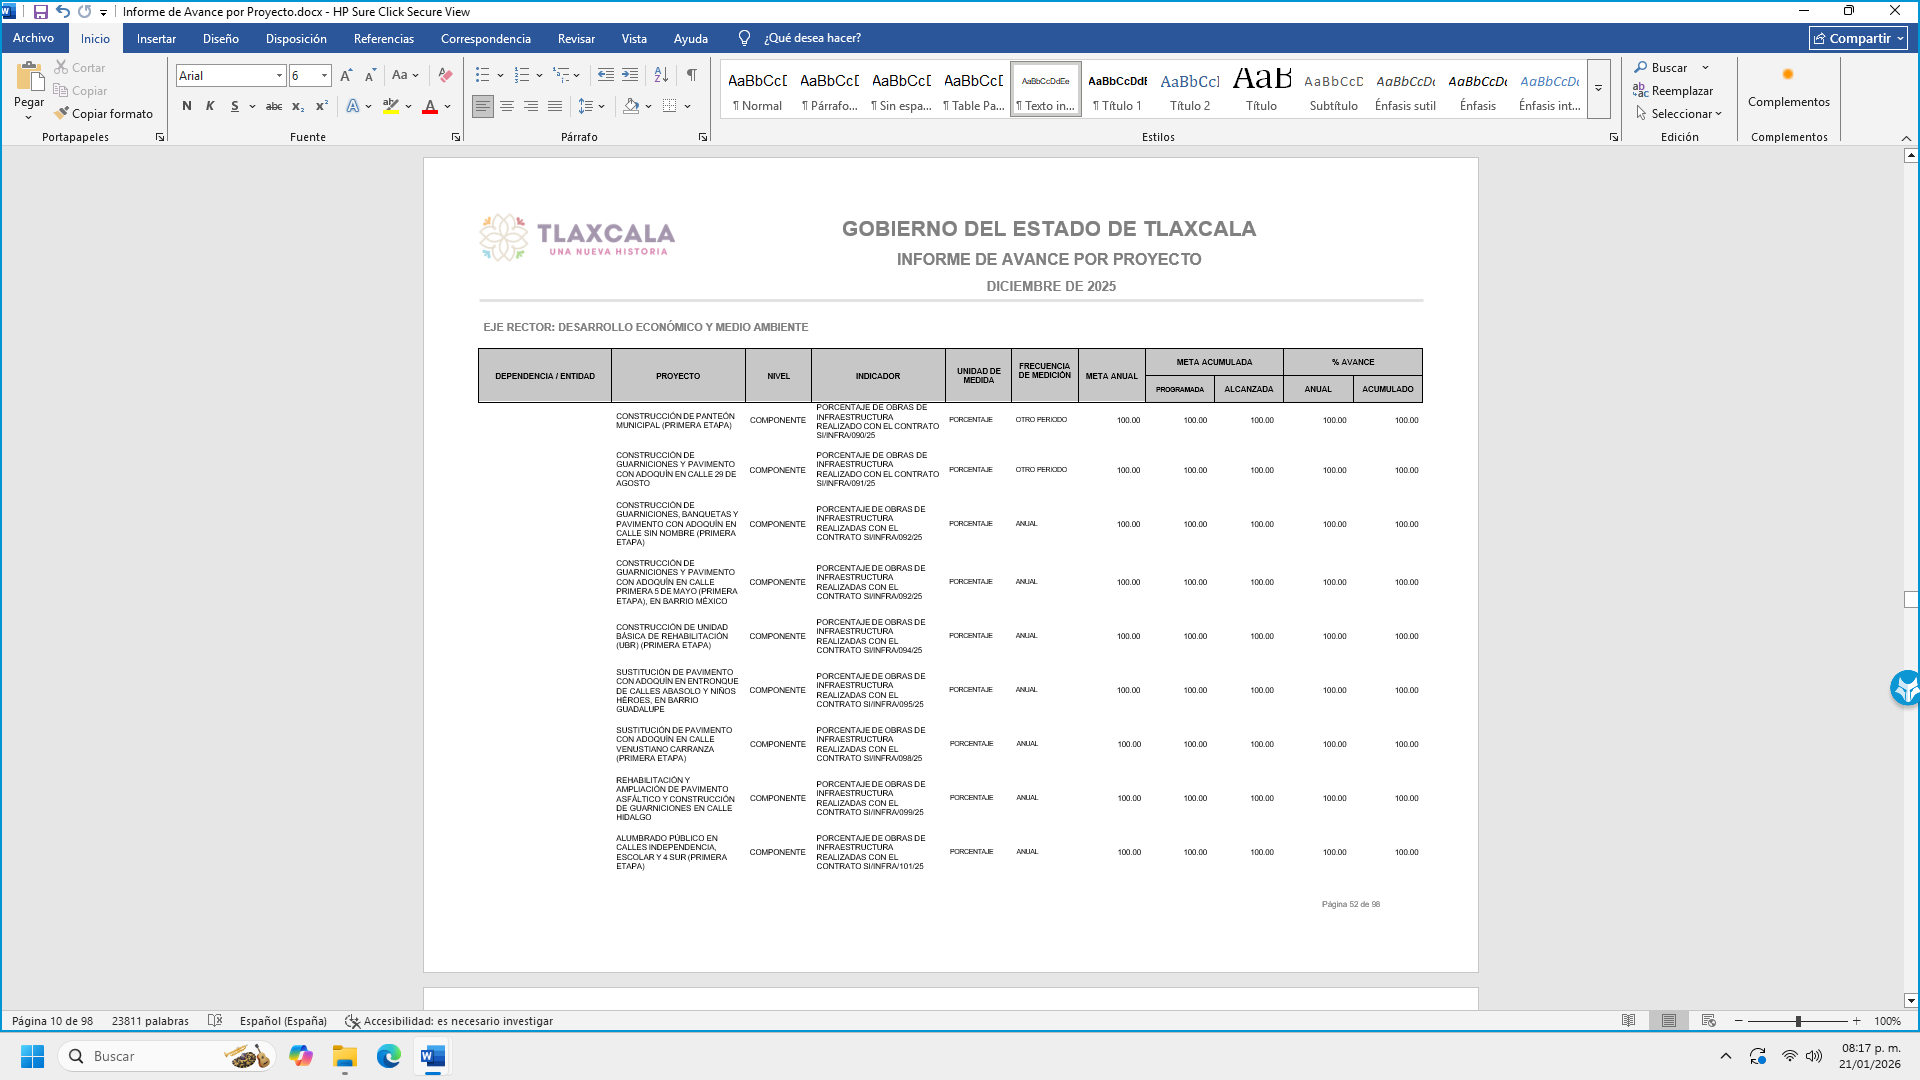 Informe de Avance por Proyecto.docx - HP Sure Click Secure View
Archivo Inicio Insertar Diseño Disposición Referencias Correspondencia Revisar Vista Ayuda ¿Qué desea hacer? Compartir
Pegar
Cortar
Copiar
Copiar formato
Portapapeles
Arial 6
Fuente
Párrafo
AaBbCcDdEe
¶ Normal ¶ Párrafo... ¶ Sin espa... ¶ Table Pa... ¶ Texto in... ¶ Título 1 Título 2 Título Subtítulo Énfasis sutil Énfasis Énfasis int...
Estilos
Buscar
Reemplazar
Seleccionar
Edición
Complementos
Complementos
TLAXCALA
UNA NUEVA HISTORIA
GOBIERNO DEL ESTADO DE TLAXCALA
INFORME DE AVANCE POR PROYECTO
DICIEMBRE DE 2025
EJE RECTOR: DESARROLLO ECONÓMICO Y MEDIO AMBIENTE
DEPENDENCIA / ENTIDAD PROYECTO NIVEL INDICADOR UNIDAD DE MEDIDA FRECUENCIA DE MEDICIÓN META ANUAL META ACUMULADA % AVANCE
PROGRAMADA ALCANZADA ANUAL ACUMULADO
CONSTRUCCIÓN DE PANTEÓN MUNICIPAL (PRIMERA ETAPA) COMPONENTE PORCENTAJE DE OBRAS DE INFRAESTRUCTURA REALIZADO CON EL CONTRATO SI/INFRA/090/25 PORCENTAJE OTRO PERIODO 100.00 100.00 100.00 100.00 100.00
CONSTRUCCIÓN DE GUARNICIONES Y PAVIMENTO CON ADOQUÍN EN CALLE 29 DE AGOSTO COMPONENTE PORCENTAJE DE OBRAS DE INFRAESTRUCTURA REALIZADO CON EL CONTRATO SI/INFRA/091/25 PORCENTAJE OTRO PERIODO 100.00 100.00 100.00 100.00 100.00
CONSTRUCCIÓN DE GUARNICIONES, BANQUETAS Y PAVIMENTO CON ADOQUÍN EN CALLE SIN NOMBRE (PRIMERA ETAPA) COMPONENTE PORCENTAJE DE OBRAS DE INFRAESTRUCTURA REALIZADAS CON EL CONTRATO SI/INFRA/092/25 PORCENTAJE ANUAL 100.00 100.00 100.00 100.00 100.00
CONSTRUCCIÓN DE GUARNICIONES Y PAVIMENTO CON ADOQUÍN EN CALLE PRIMERA 5 DE MAYO (PRIMERA ETAPA), EN BARRIO MÉXICO COMPONENTE PORCENTAJE DE OBRAS DE INFRAESTRUCTURA REALIZADAS CON EL CONTRATO SI/INFRA/092/25 PORCENTAJE ANUAL 100.00 100.00 100.00 100.00 100.00
CONSTRUCCIÓN DE UNIDAD BÁSICA DE REHABILITACIÓN (UBR) (PRIMERA ETAPA) COMPONENTE PORCENTAJE DE OBRAS DE INFRAESTRUCTURA REALIZADAS CON EL CONTRATO SI/INFRA/094/25 PORCENTAJE ANUAL 100.00 100.00 100.00 100.00 100.00
SUSTITUCIÓN DE PAVIMENTO CON ADOQUÍN EN ENTRONQUE DE CALLES ABASOLO Y NIÑOS HÉROES, EN BARRIO GUADALUPE COMPONENTE PORCENTAJE DE OBRAS DE INFRAESTRUCTURA REALIZADAS CON EL CONTRATO SI/INFRA/095/25 PORCENTAJE ANUAL 100.00 100.00 100.00 100.00 100.00
SUSTITUCIÓN DE PAVIMENTO CON ADOQUÍN EN CALLE VENUSTIANO CARRANZA (PRIMERA ETAPA) COMPONENTE PORCENTAJE DE OBRAS DE INFRAESTRUCTURA REALIZADAS CON EL CONTRATO SI/INFRA/098/25 PORCENTAJE ANUAL 100.00 100.00 100.00 100.00 100.00
REHABILITACIÓN Y AMPLIACIÓN DE PAVIMENTO ASFÁLTICO Y CONSTRUCCIÓN DE GUARNICIONES EN CALLE HIDALGO COMPONENTE PORCENTAJE DE OBRAS DE INFRAESTRUCTURA REALIZADAS CON EL CONTRATO SI/INFRA/099/25 PORCENTAJE ANUAL 100.00 100.00 100.00 100.00 100.00
ALUMBRADO PÚBLICO EN CALLES INDEPENDENCIA, ESCOLAR Y 4 SUR (PRIMERA ETAPA) COMPONENTE PORCENTAJE DE OBRAS DE INFRAESTRUCTURA REALIZADAS CON EL CONTRATO SI/INFRA/101/25 PORCENTAJE ANUAL 100.00 100.00 100.00 100.00 100.00
Página 52 de 98
Página 10 de 98 23811 palabras Español (España) Accesibilidad: es necesario investigar 100%
Buscar
08:17 p. m.
21/01/2026